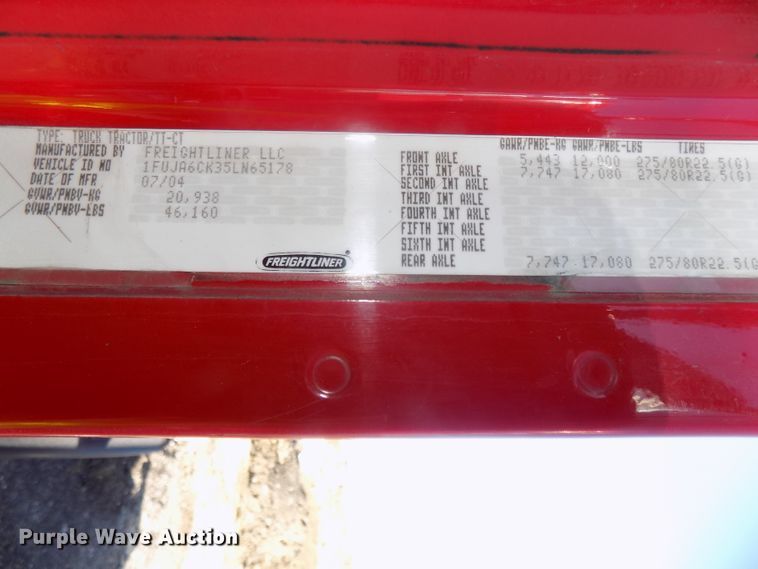 TYPE: TRUCK TRACTOR/TT-CT
MANUFACTURED BY FREIGHTLINER LLC
VEHICLE ID NO 1FUJA6CK35LN65178
DATE OF MFR 07/04
GVWR/PNBV-KG 20,938
GVWR/PNBV-LBS 46,160
FREIGHTLINER
GAWR/PNBE-KG GAWR/PNBE-LBS TIRES
FRONT AXLE 5,443 12,000 275/80R22.5(G)
FIRST INT AXLE 7,747 17,080 275/80R22.5(G)
SECOND INT AXLE
THIRD INT AXLE
FOURTH INT AXLE
FIFTH INT AXLE
SIXTH INT AXLE
REAR AXLE 7,747 17,080 275/80R22.5(G
Purple Wave Auction